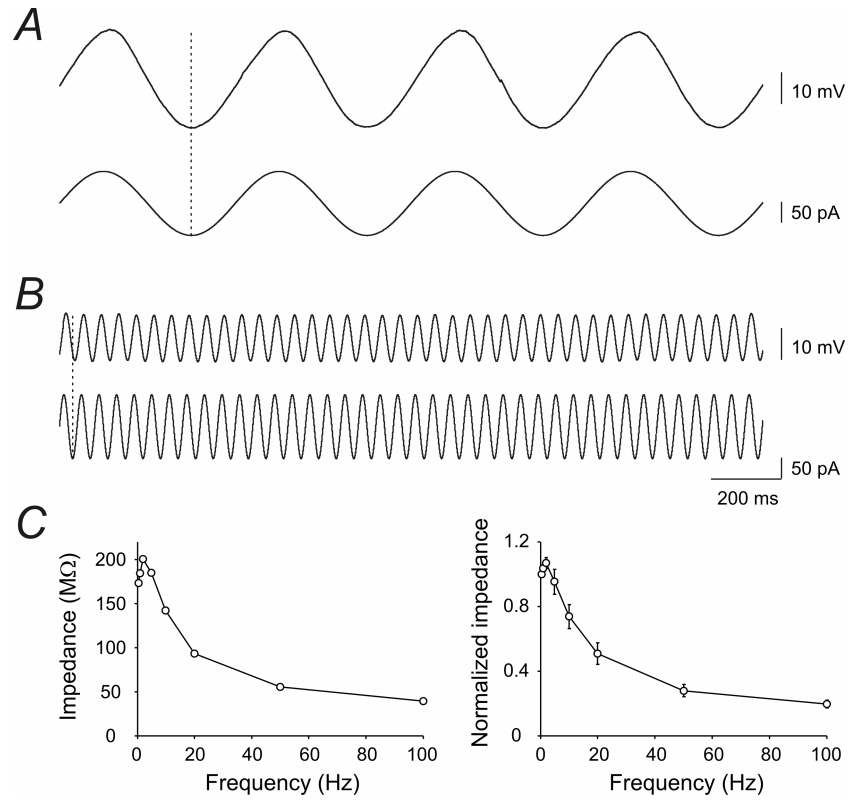 A
10 mV
50 pA
B
10 mV
50 pA
200 ms
C
Impedance (MΩ)
200
150
100
50
0
0 20 40 60 80 100
Frequency (Hz)
Normalized impedance
1.2
0.8
0.4
0
0 20 40 60 80 100
Frequency (Hz)